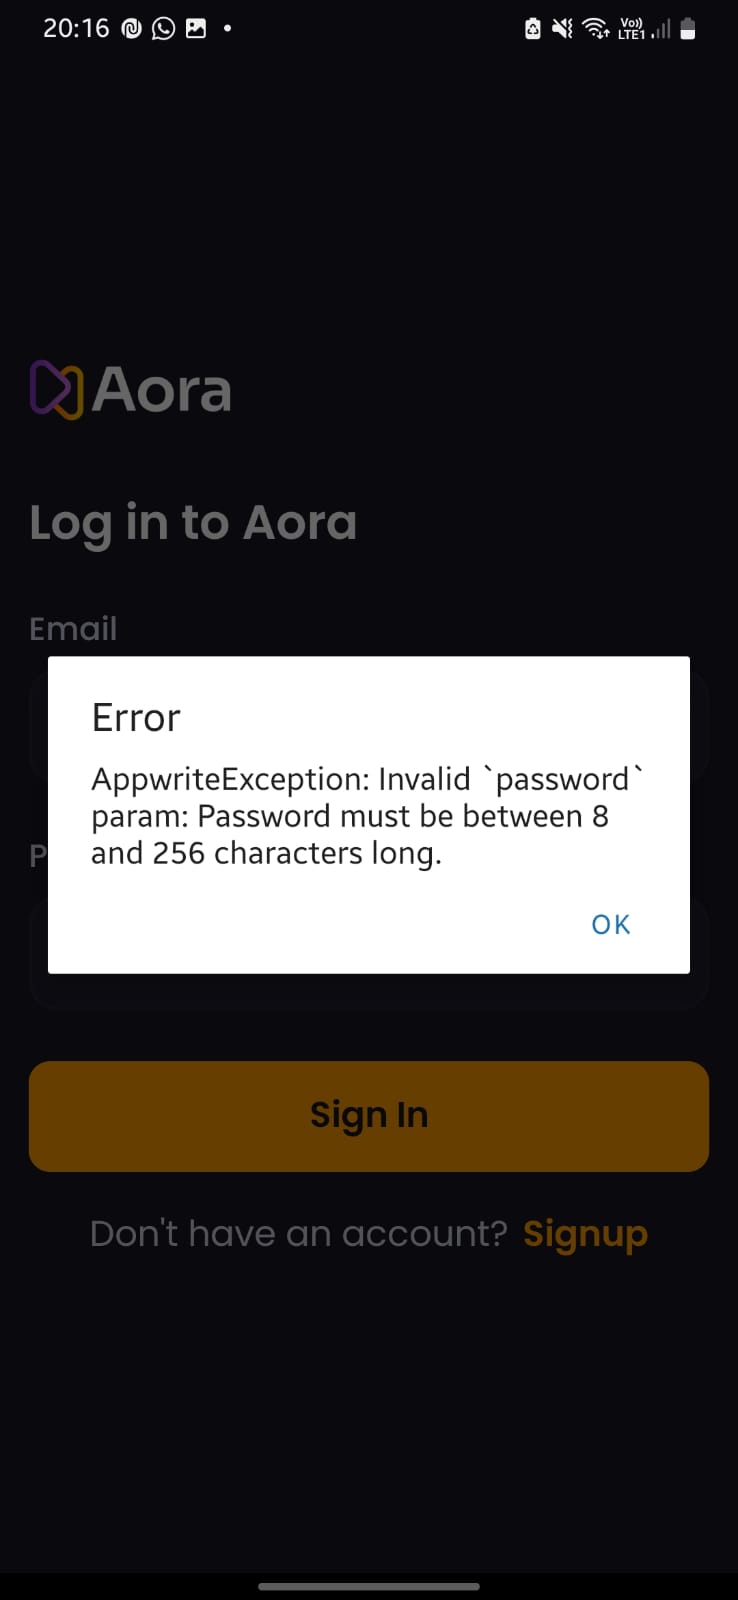 20:16
Vo))
LTE1
Aora
Log in to Aora
Email
Error
AppwriteException: Invalid `password`
param: Password must be between 8
and 256 characters long.
P
OK
Sign In
Don't have an account? Signup